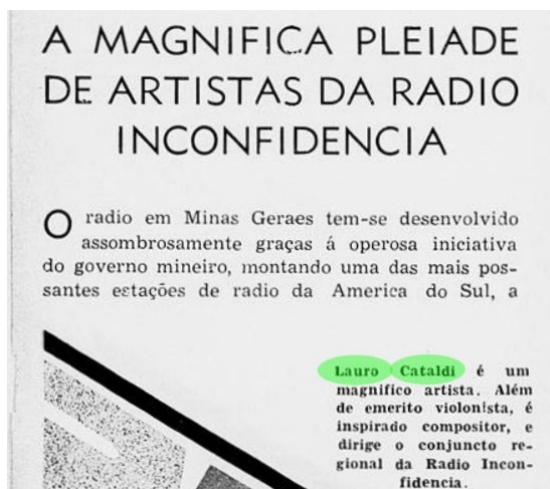 A MAGNIFICA PLEIADE
DE ARTISTAS DA RADIO
INCONFIDENCIA
O radio em Minas Geraes tem-se desenvolvido
assombrosamente graças á operosa iniciativa
do governo mineiro, montando uma das mais pos-
santes estações de radio da America do Sul, a
Lauro Cataldi é um
magnifico artista. Além
de emerito violonista, é
inspirado compositor, e
dirige o conjuncto re-
gional da Radio Incon-
fidencia.